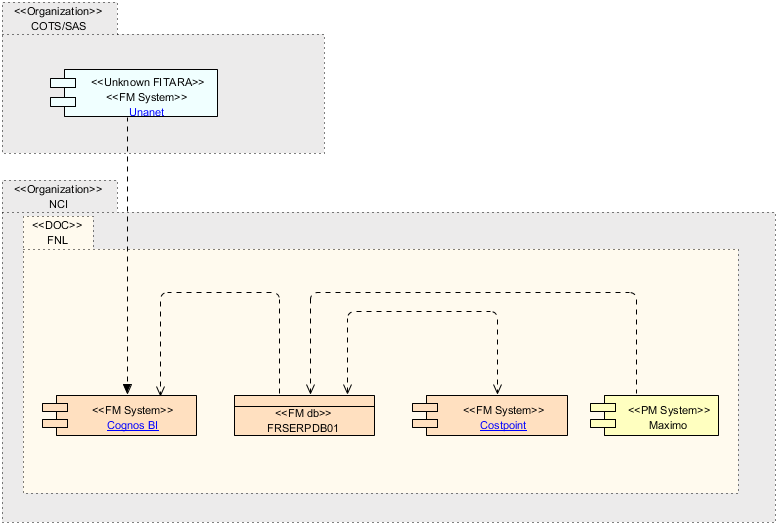 <<Organization>>
COTS/SAS
<<Unknown FITARA>>
<<FM System>>
Unanet
<<Organization>>
NCI
<<DOC>>
FNL
<<FM System>>
Cognos BI
<<FM db>>
FRSERPDB01
<<FM System>>
Costpoint
<<PM System>>
Maximo